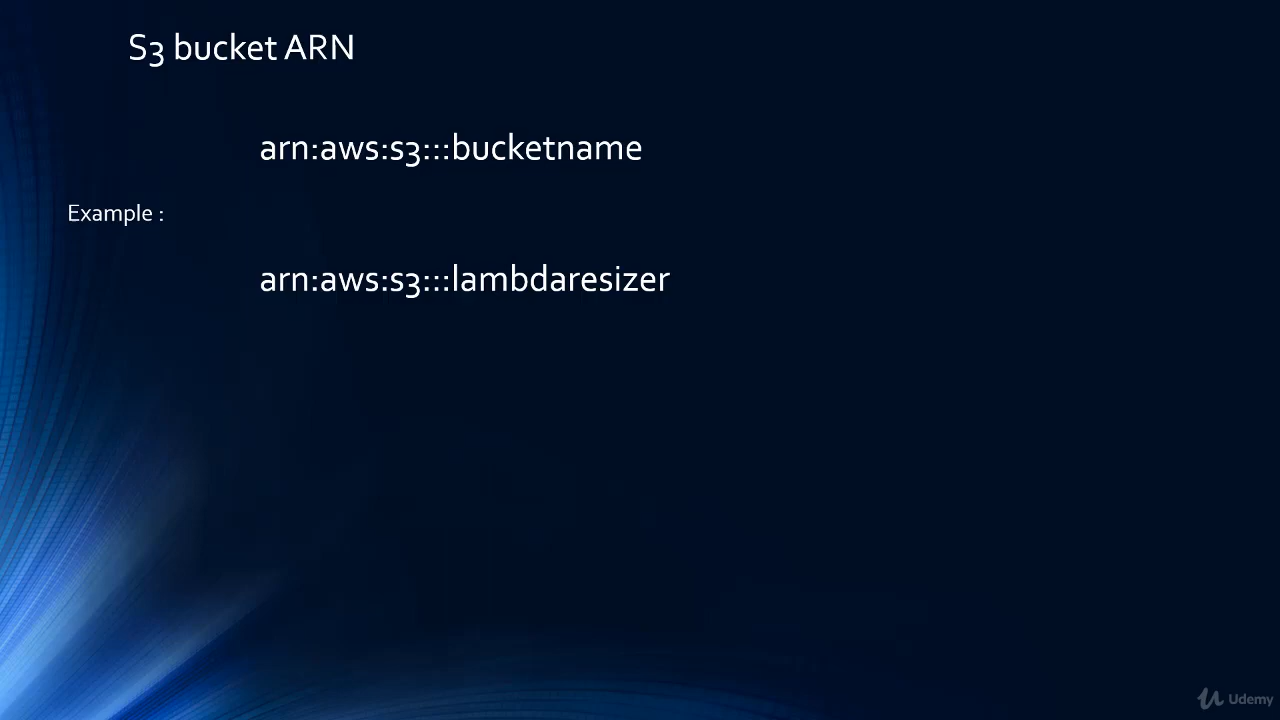 S3 bucket ARN
arn:aws:s3:::bucketname
Example :
arn:aws:s3:::lambdaresizer
Udemy